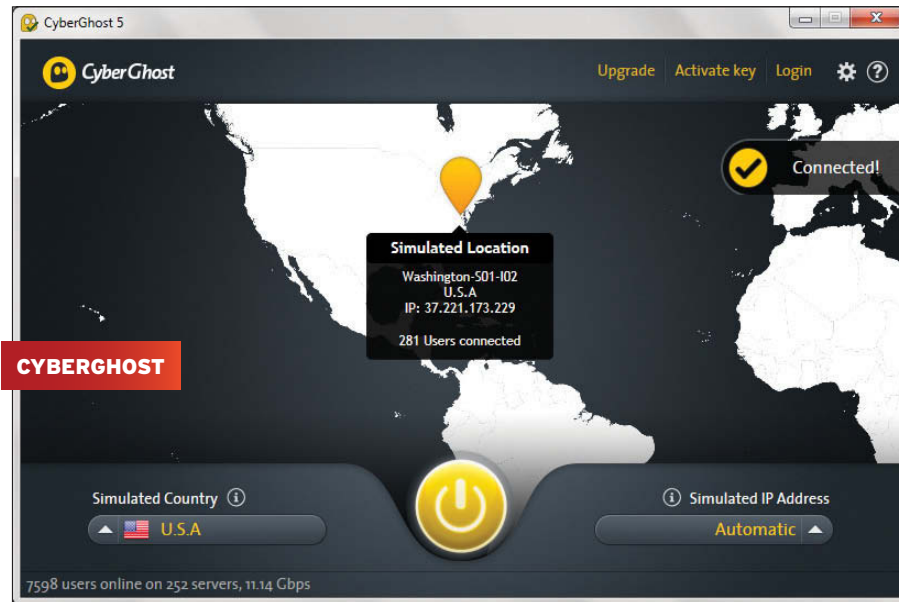 CyberGhost 5
CyberGhost
Upgrade Activate key Login
Connected!
Simulated Location
Washington-S01-I02
U.S.A
IP: 37.221.173.229
281 Users connected
CYBERGHOST
Simulated Country
U.S.A
Simulated IP Address
Automatic
7598 users online on 252 servers, 11.14 Gbps